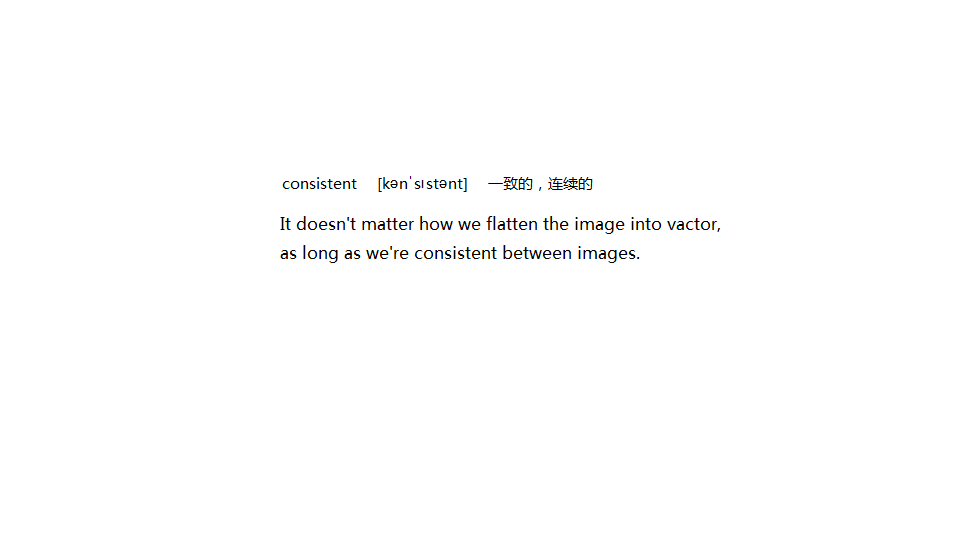 consistent [kənˈsɪstənt] 一致的，连续的
It doesn't matter how we flatten the image into vactor,
as long as we're consistent between images.